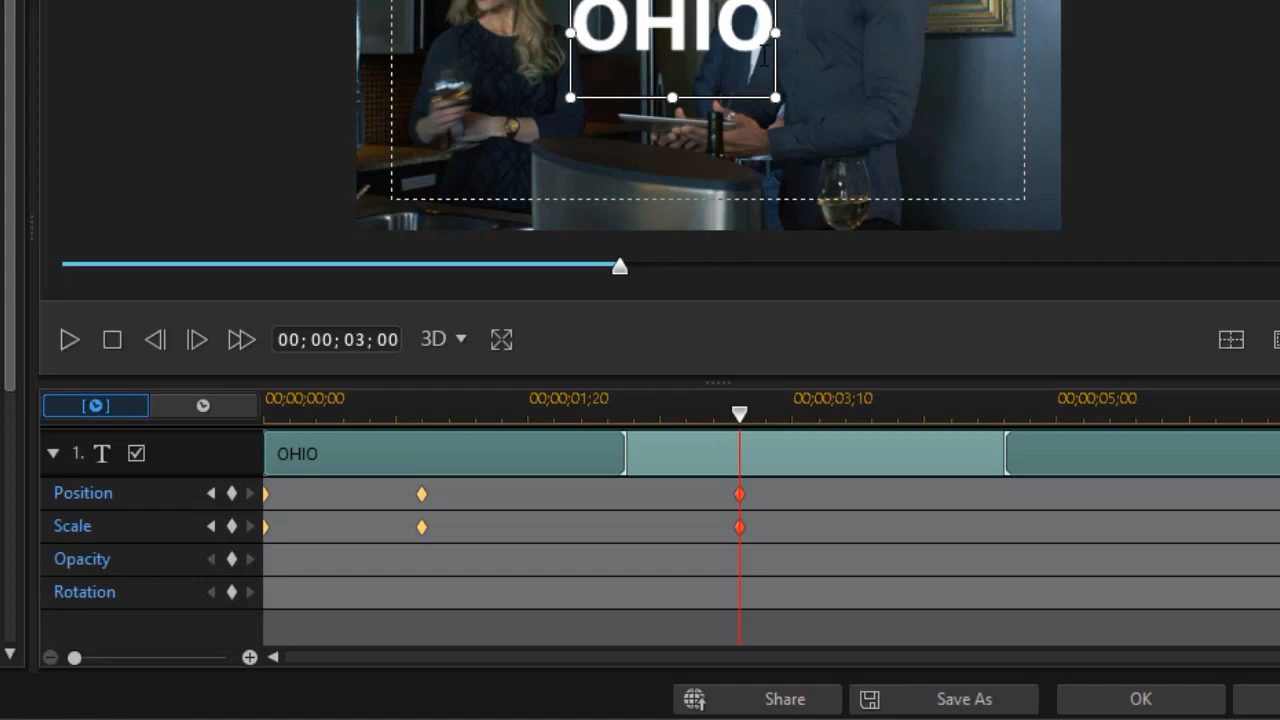 OHIO
00; 00; 03; 00
3D
00;00;00;00 00;00;01;20 00;00;03;10 00;00;05;00
1. T OHIO
Position
Scale
Opacity
Rotation
Share Save As OK